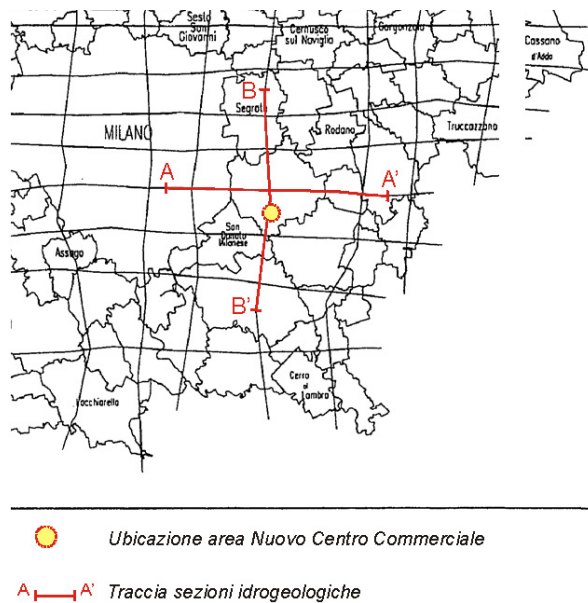 Sesto
San
Giovanni
Cernusco
sul Naviglio
Gorgonzola
Cassano
d'Adda
B
Segrate
MILANO
Rodano
Truccazzano
A
A'
San
Donato
Milanese
Assago
B'
Cerro
al
Lambro
Lacchiarella
Ubicazione area Nuovo Centro Commerciale
A A' Traccia sezioni idrogeologiche